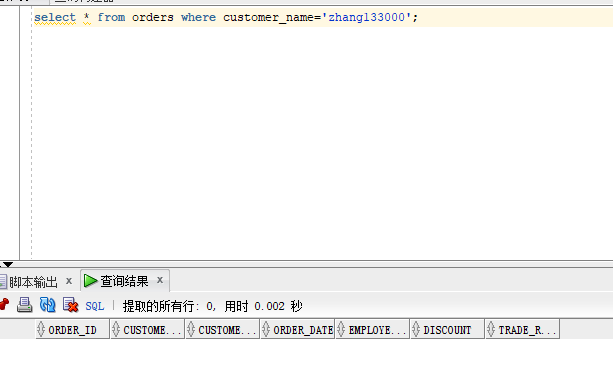 select * from orders where customer_name='zhang133000';
脚本输出 x 查询结果 x
SQL | 提取的所有行: 0, 用时 0.002 秒
ORDER_ID CUSTOME... CUSTOME... ORDER_DATE EMPLOYE... DISCOUNT TRADE_R...